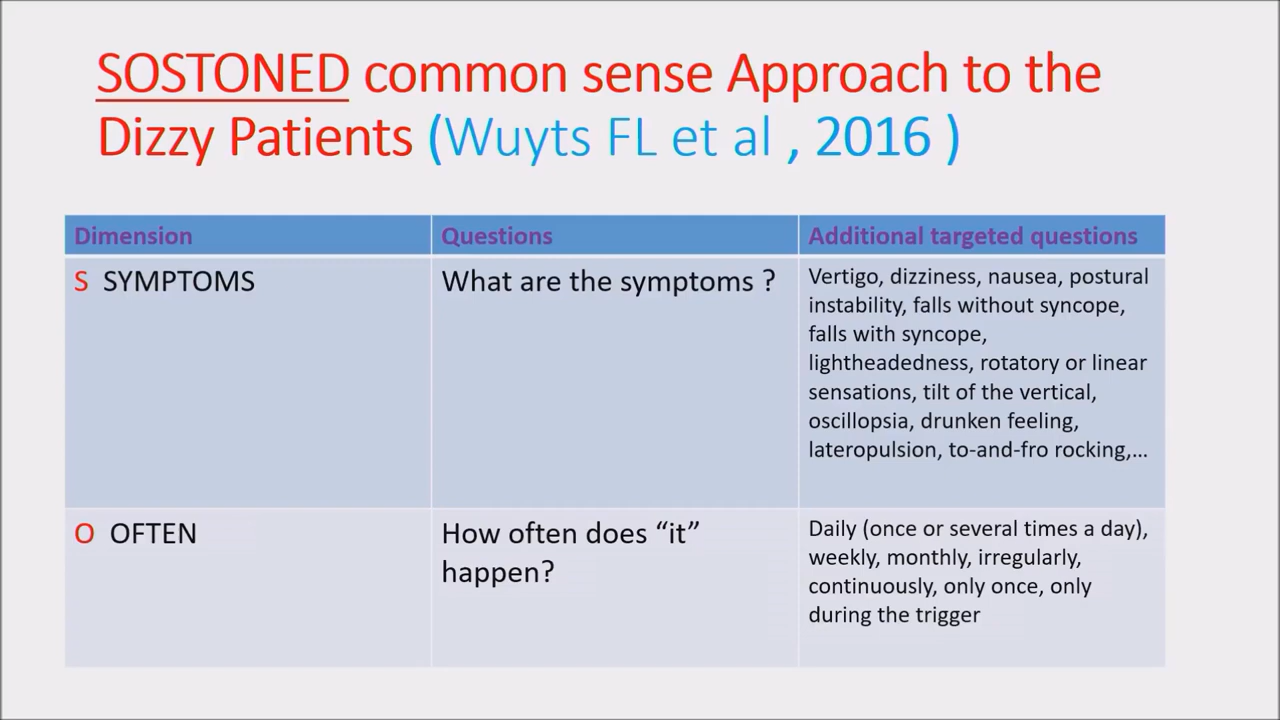 SOSTONED common sense Approach to the
Dizzy Patients (Wuyts FL et al , 2016 )
Dimension
Questions
Additional targeted questions
S SYMPTOMS
What are the symptoms ?
Vertigo, dizziness, nausea, postural
instability, falls without syncope,
falls with syncope,
lightheadedness, rotatory or linear
sensations, tilt of the vertical,
oscillopsia, drunken feeling,
lateropulsion, to-and-fro rocking,...
O OFTEN
How often does “it”
happen?
Daily (once or several times a day),
weekly, monthly, irregularly,
continuously, only once, only
during the trigger